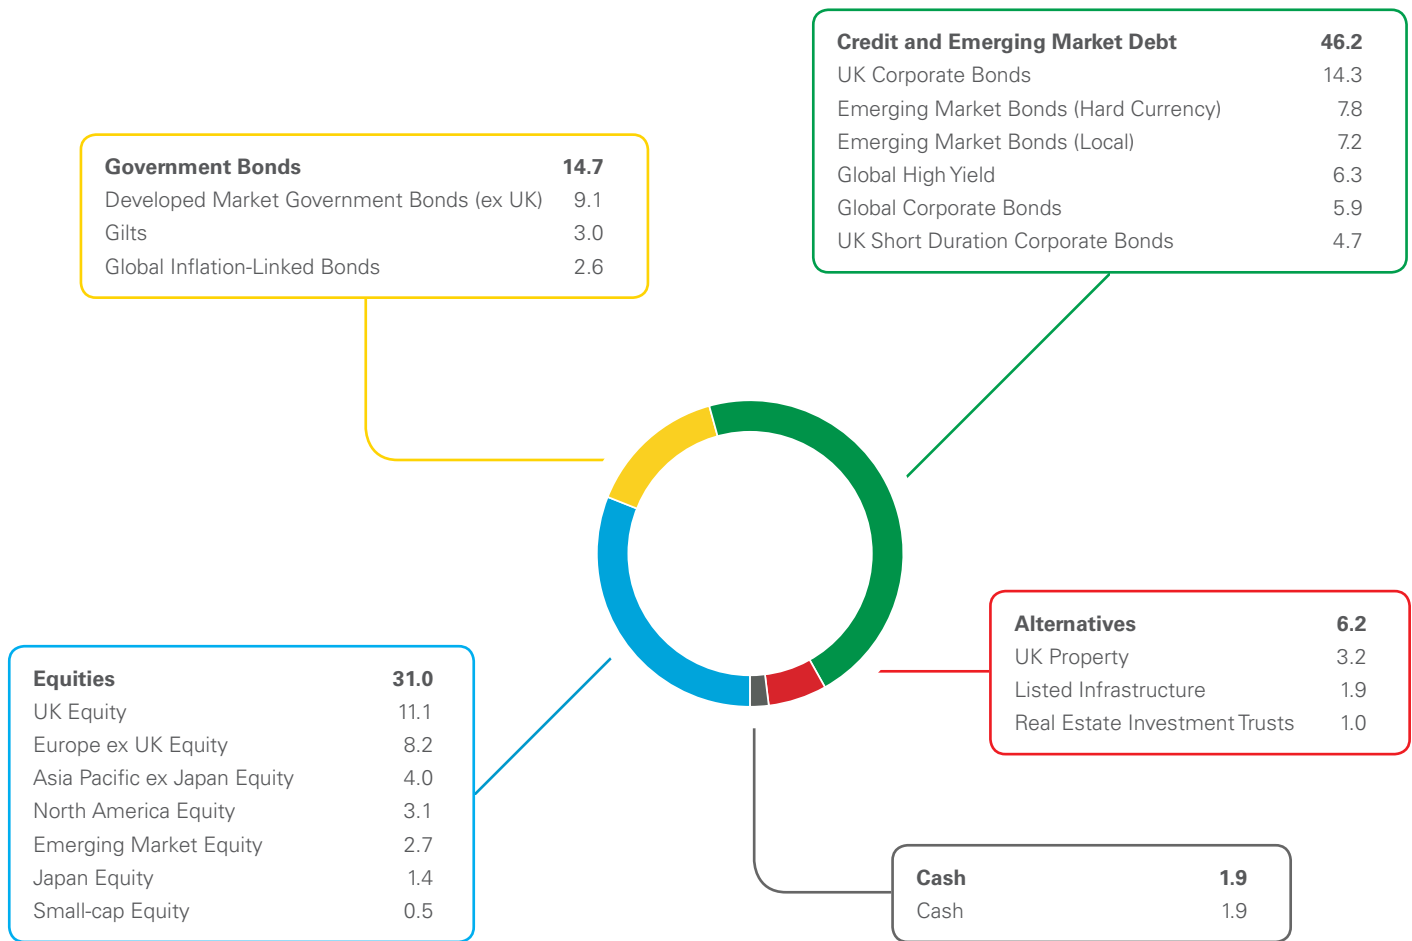 Credit and Emerging Market Debt 46.2
UK Corporate Bonds 14.3
Emerging Market Bonds (Hard Currency) 7.8
Emerging Market Bonds (Local) 7.2
Global High Yield 6.3
Global Corporate Bonds 5.9
UK Short Duration Corporate Bonds 4.7
Government Bonds 14.7
Developed Market Government Bonds (ex UK) 9.1
Gilts 3.0
Global Inflation-Linked Bonds 2.6
Alternatives 6.2
UK Property 3.2
Listed Infrastructure 1.9
Real Estate Investment Trusts 1.0
Equities 31.0
UK Equity 11.1
Europe ex UK Equity 8.2
Asia Pacific ex Japan Equity 4.0
North America Equity 3.1
Emerging Market Equity 2.7
Japan Equity 1.4
Small-cap Equity 0.5
Cash 1.9
Cash 1.9